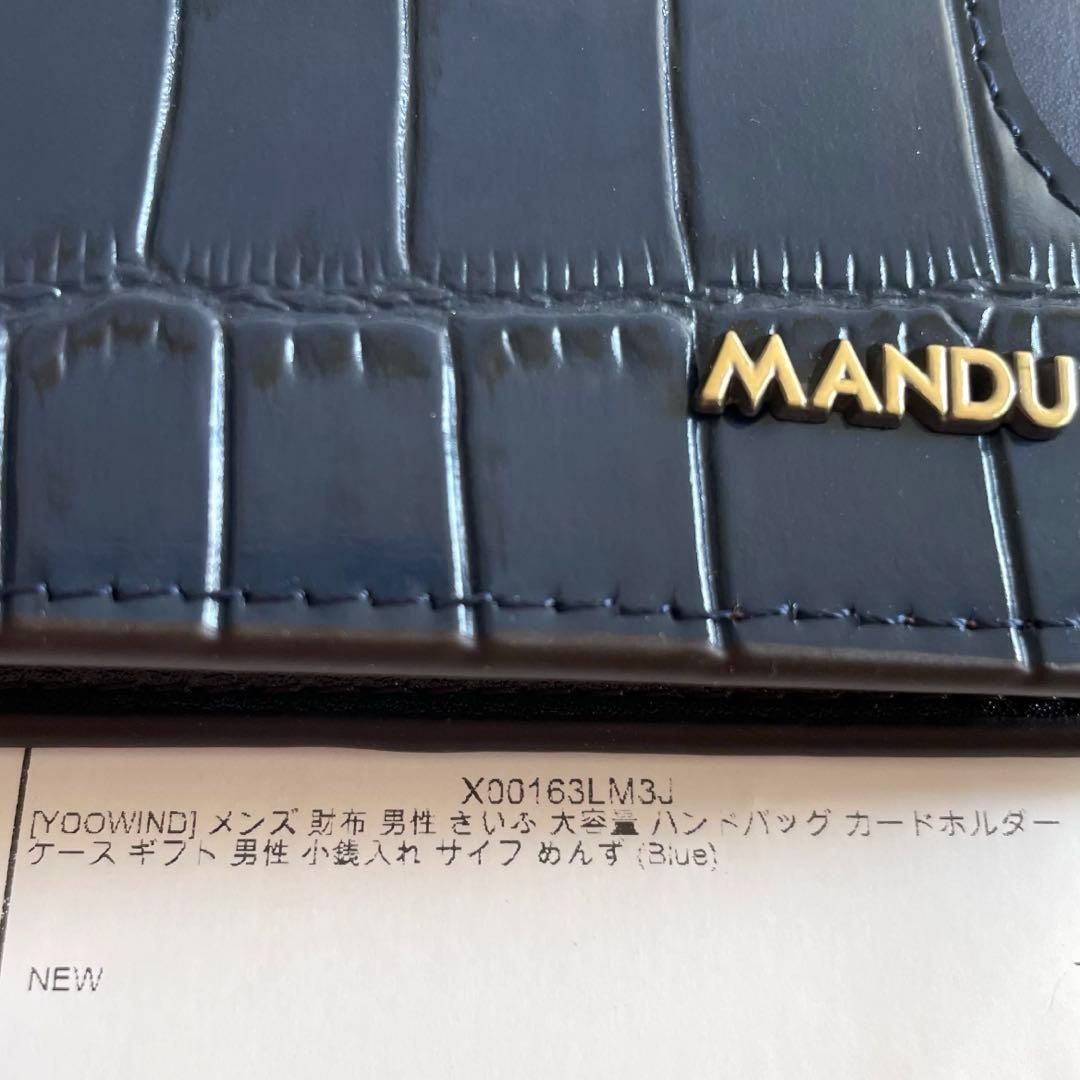 MANDU
X00163LM3J
[YOOWIND] メンズ 財布 男性 さいふ 大容量 ハンドバッグ カードホルダー
ケース ギフト 男性 小銭入れ サイフ めんず (Blue)
NEW